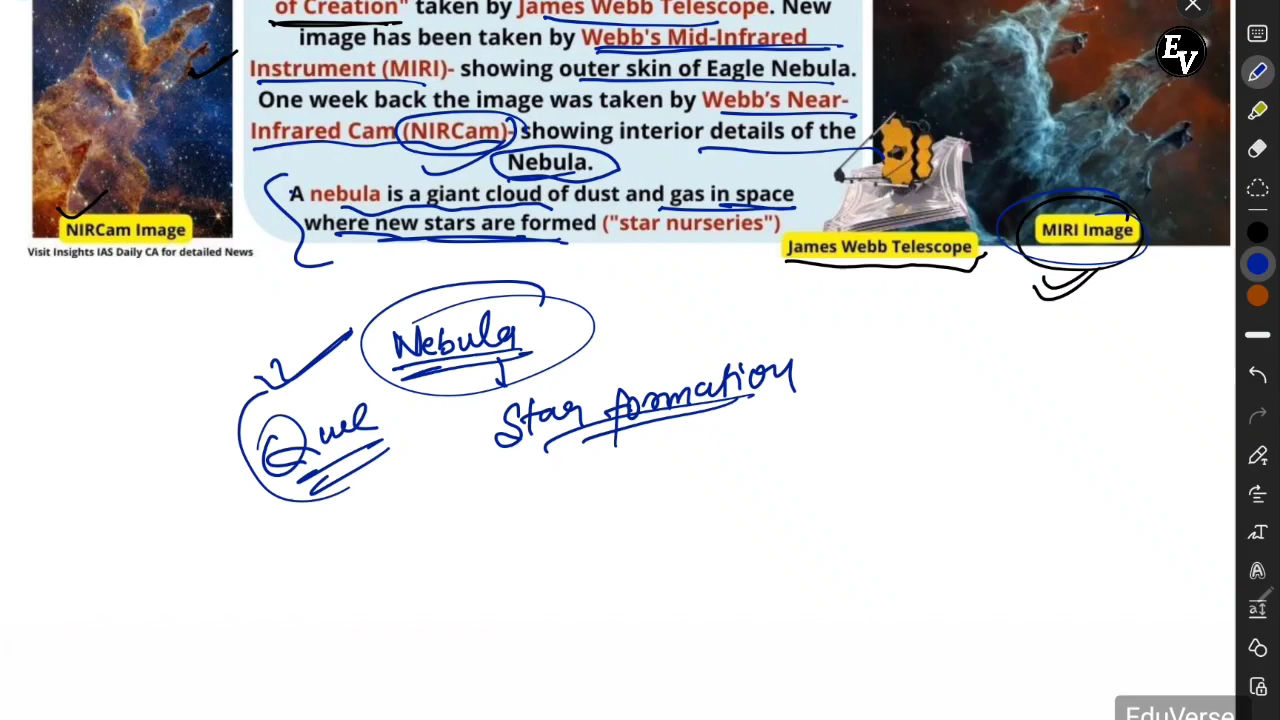 of Creation" taken by James Webb Telescope. New
image has been taken by Webb's Mid-Infrared
Instrument (MIRI)- showing outer skin of Eagle Nebula.
One week back the image was taken by Webb's Near-
Infrared Cam (NIRCam)- showing interior details of the
Nebula.
A nebula is a giant cloud of dust and gas in space
where new stars are formed ("star nurseries")
NIRCam Image
Visit Insights IAS Daily CA for detailed News
James Webb Telescope
MIRI Image
EV
Nebula
Star formation
EduVerse